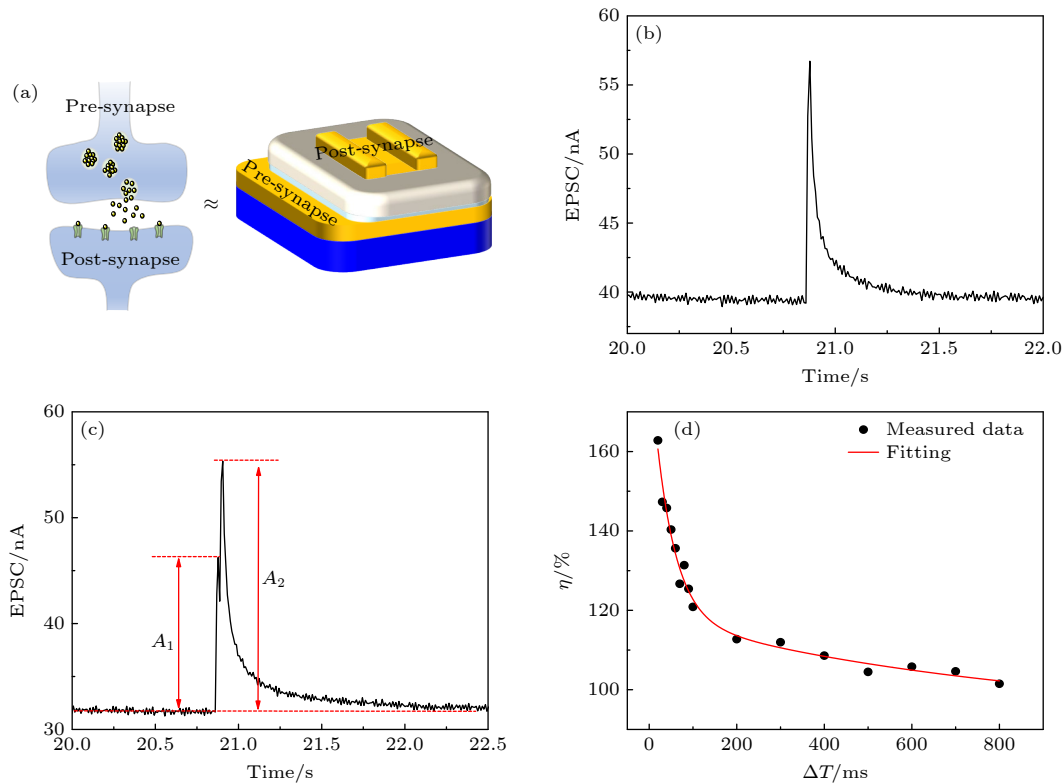 (a)
Pre-synapse
Post-synapse
≈
Post-synapse
Pre-synapse
(b)
EPSC/nA
60
55
50
45
40
20.0 20.5 21.0 21.5 22.0
Time/s
(c)
EPSC/nA
60
50
40
30
A1
A2
20.0 20.5 21.0 21.5 22.0 22.5
Time/s
(d)
Measured data
Fitting
η/%
160
140
120
100
0 200 400 600 800
ΔT/ms